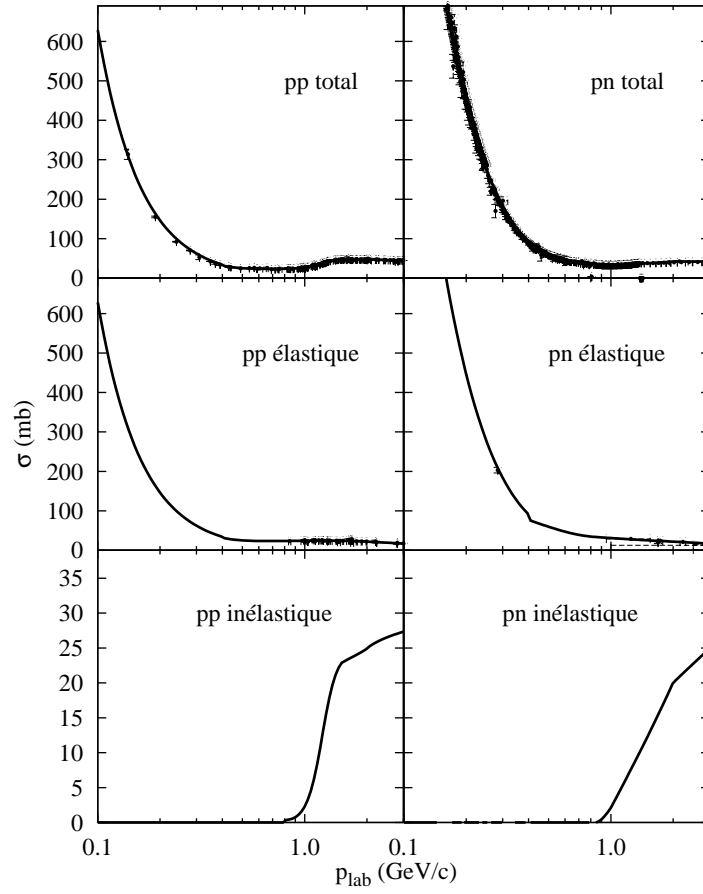 600
500
400
300
200
100
0
pp total
pn total
600
500
400
300
200
100
0
pp élastique
pn élastique
σ (mb)
35
30
25
20
15
10
5
0
pp inélastique
pn inélastique
0.1 1.0 0.1 1.0
p_lab (GeV/c)